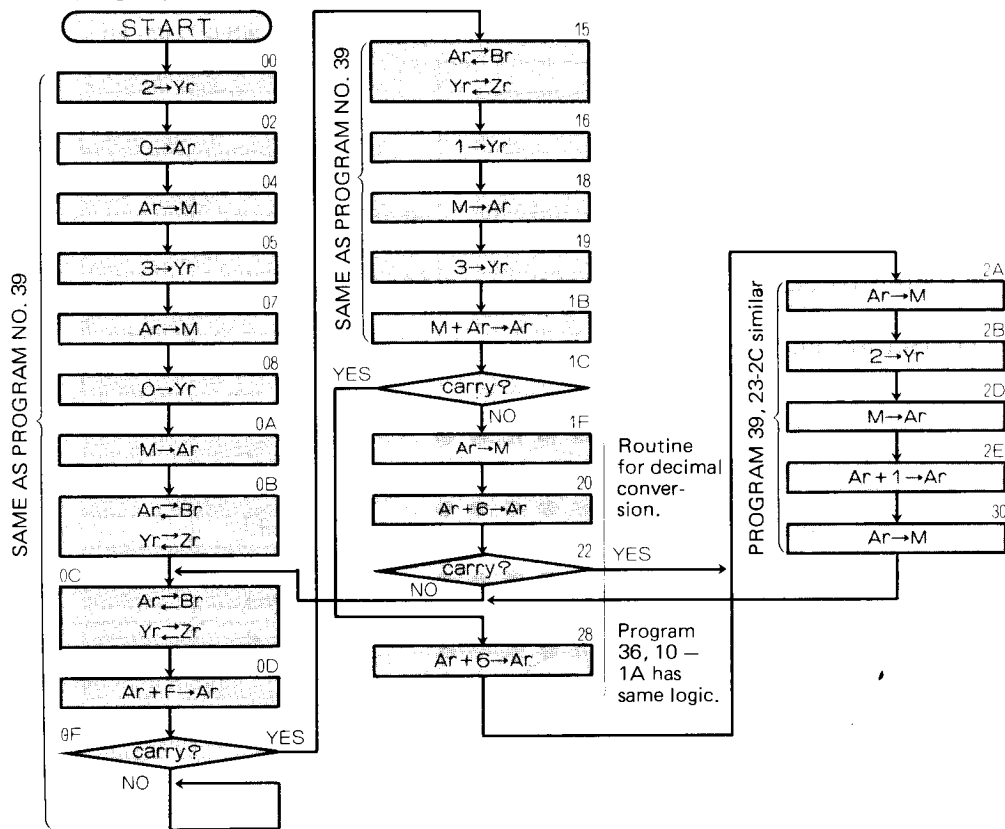 START
SAME AS PROGRAM NO. 39
00
2→Yr
02
0→Ar
04
Ar→M
05
3→Yr
07
Ar→M
08
0→Yr
0A
M→Ar
0B
Ar⇄Br
Yr⇄Zr
0C
Ar⇄Br
Yr⇄Zr
0D
Ar+F→Ar
0F
carry?
YES
NO
SAME AS PROGRAM NO. 39
15
Ar⇄Br
Yr⇄Zr
16
1→Yr
18
M→Ar
19
3→Yr
1B
M+Ar→Ar
1C
YES
carry?
NO
1F
Ar→M
20
Ar+6→Ar
22
carry?
YES
NO
28
Ar+6→Ar
Routine
for decimal
conver-
sion.
Program
36, 10 –
1A has
same logic.
PROGRAM 39, 23-2C similar
2A
Ar→M
2B
2→Yr
2D
M→Ar
2E
Ar+1→Ar
30
Ar→M